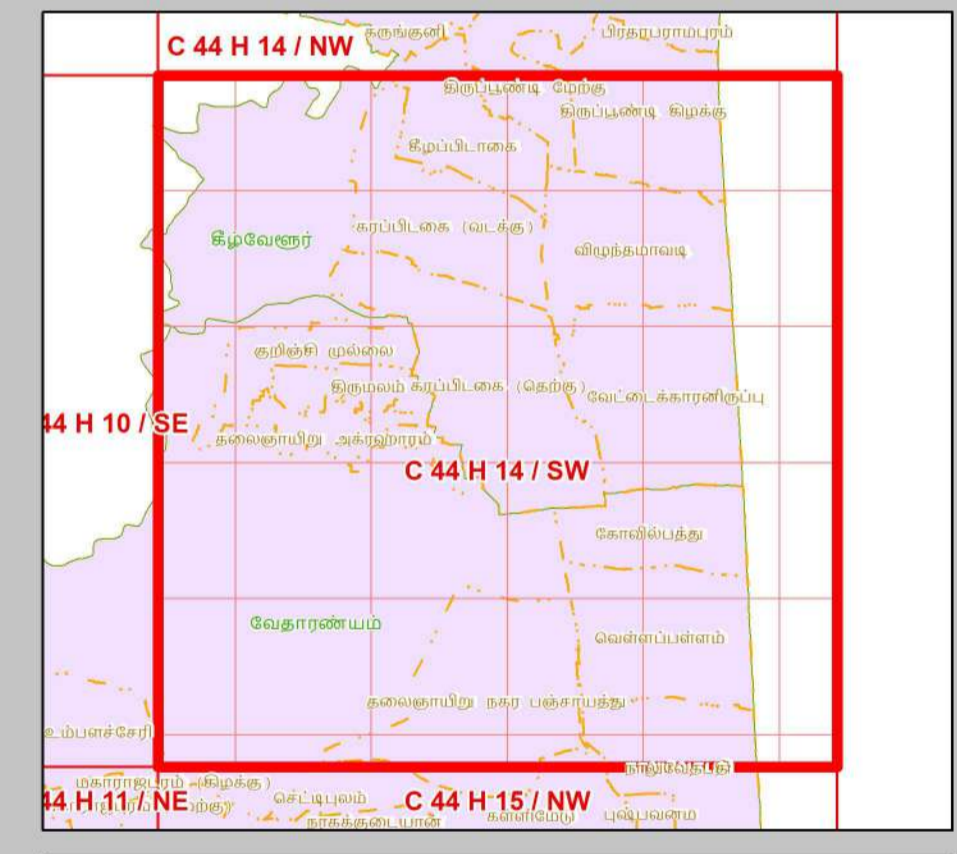 கருங்குனி
பிரதாபராமபுரம்
C 44 H 14 / NW
திருப்பூண்டி மேற்கு
திருப்பூண்டி கிழக்கு
கீழப்பிடாகை
கரப்பிடகை (வடக்கு)
கீழ்வேளூர்
விழுந்தமாவடி
குறிஞ்சி முல்லை
திருமலம்
கரப்பிடகை (தெற்கு)
வேட்டைக்காரனிருப்பு
44 H 10 / SE
தலைஞாயிறு அக்ரஹாரம்
C 44 H 14 / SW
கோவில்பத்து
வேதாரண்யம்
வெள்ளப்பள்ளம்
தலைஞாயிறு நகர பஞ்சாயத்து
உம்பளச்சேரி
நாலுவேதபதி
மகாராஜபுரம் (கிழக்கு)
44 H 11 / NE
செட்டிபுலம்
C 44 H 15 / NW
நாகக்குடையான்
கள்ளிமேடு
புஷ்பவனம்